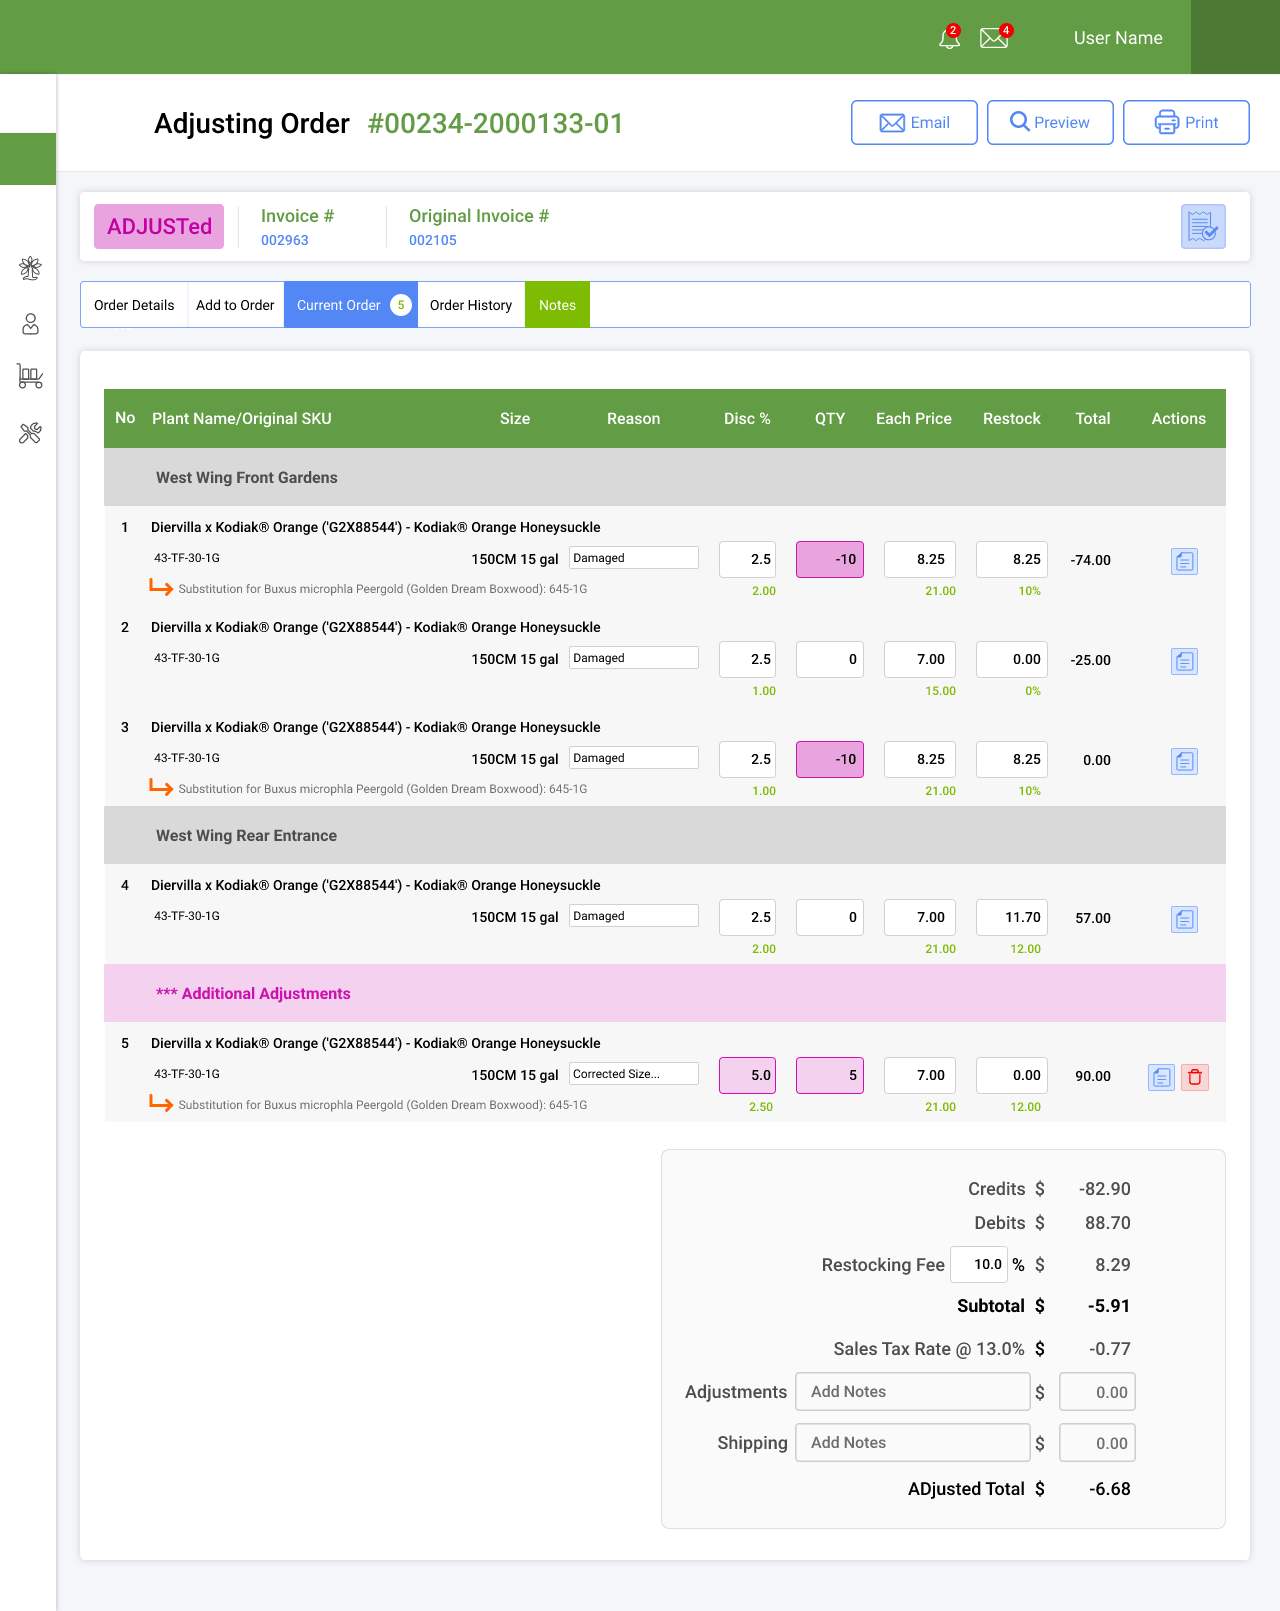 2 4 User Name
Adjusting Order #00234-2000133-01 Email Preview Print
ADJUSTed Invoice # Original Invoice #
002963 002105
Order Details Add to Order Current Order 5 Order History Notes
No Plant Name/Original SKU Size Reason Disc % QTY Each Price Restock Total Actions
West Wing Front Gardens
1 Diervilla x Kodiak® Orange ('G2X88544') - Kodiak® Orange Honeysuckle
43-TF-30-1G 150CM 15 gal Damaged 2.5 -10 8.25 8.25 -74.00
Substitution for Buxus microphla Peergold (Golden Dream Boxwood): 645-1G 2.00 21.00 10%
2 Diervilla x Kodiak® Orange ('G2X88544') - Kodiak® Orange Honeysuckle
43-TF-30-1G 150CM 15 gal Damaged 2.5 0 7.00 0.00 -25.00
1.00 15.00 0%
3 Diervilla x Kodiak® Orange ('G2X88544') - Kodiak® Orange Honeysuckle
43-TF-30-1G 150CM 15 gal Damaged 2.5 -10 8.25 8.25 0.00
Substitution for Buxus microphla Peergold (Golden Dream Boxwood): 645-1G 1.00 21.00 10%
West Wing Rear Entrance
4 Diervilla x Kodiak® Orange ('G2X88544') - Kodiak® Orange Honeysuckle
43-TF-30-1G 150CM 15 gal Damaged 2.5 0 7.00 11.70 57.00
2.00 21.00 12.00
*** Additional Adjustments
5 Diervilla x Kodiak® Orange ('G2X88544') - Kodiak® Orange Honeysuckle
43-TF-30-1G 150CM 15 gal Corrected Size... 5.0 5 7.00 0.00 90.00
Substitution for Buxus microphla Peergold (Golden Dream Boxwood): 645-1G 2.50 21.00 12.00
Credits $ -82.90
Debits $ 88.70
Restocking Fee 10.0 % $ 8.29
Subtotal $ -5.91
Sales Tax Rate @ 13.0% $ -0.77
Adjustments Add Notes $ 0.00
Shipping Add Notes $ 0.00
ADjusted Total $ -6.68